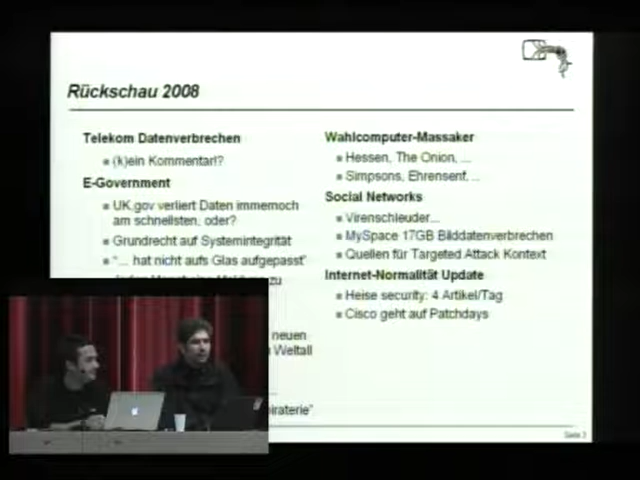 Rückschau 2008
Telekom Datenverbrechen
(k)ein Kommentar!?
E-Government
UK.gov verliert Daten immernoch
am schnellsten, oder?
Grundrecht auf Systemintegrität
"... hat nicht aufs Glas aufgepasst"
zu
neuen
Weltall
piraterie"
Wahlcomputer-Massaker
Hessen, The Onion, ...
Simpsons, Ehrensenf, ...
Social Networks
Virenschleuder...
MySpace 17GB Bilddatenverbrechen
Quellen für Targeted Attack Kontext
Internet-Normalität Update
Heise security: 4 Artikel/Tag
Cisco geht auf Patchdays